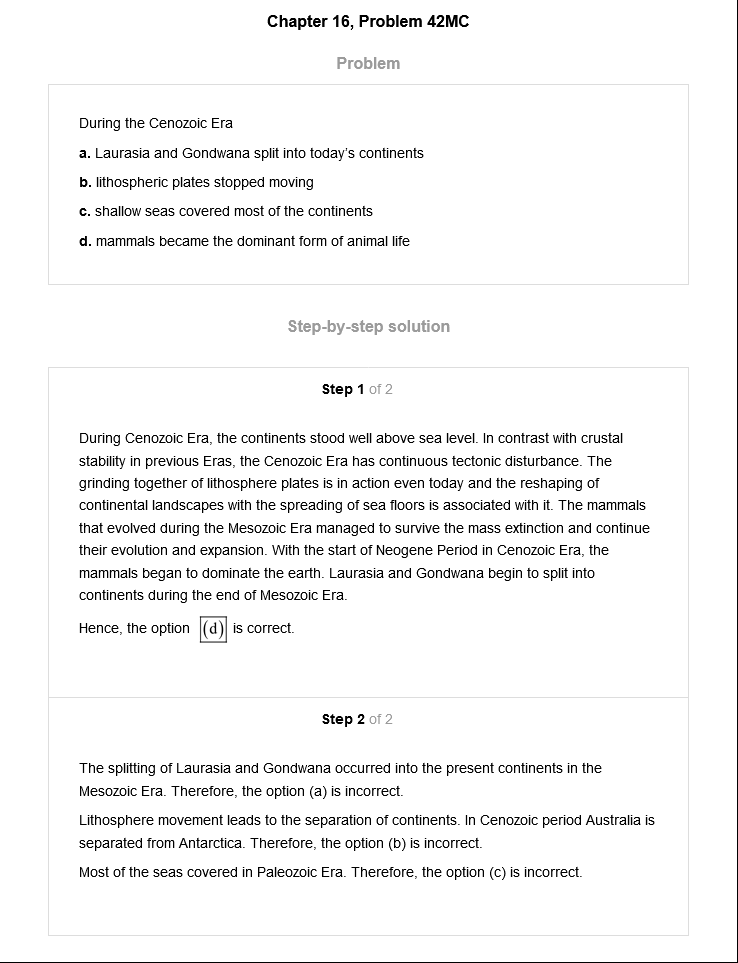 Chapter 16, Problem 42MC
Problem
During the Cenozoic Era
a. Laurasia and Gondwana split into today's continents
b. lithospheric plates stopped moving
c. shallow seas covered most of the continents
d. mammals became the dominant form of animal life
Step-by-step solution
Step 1 of 2
During Cenozoic Era, the continents stood well above sea level. In contrast with crustal
stability in previous Eras, the Cenozoic Era has continuous tectonic disturbance. The
grinding together of lithosphere plates is in action even today and the reshaping of
continental landscapes with the spreading of sea floors is associated with it. The mammals
that evolved during the Mesozoic Era managed to survive the mass extinction and continue
their evolution and expansion. With the start of Neogene Period in Cenozoic Era, the
mammals began to dominate the earth. Laurasia and Gondwana begin to split into
continents during the end of Mesozoic Era.
Hence, the option (d) is correct.
Step 2 of 2
The splitting of Laurasia and Gondwana occurred into the present continents in the
Mesozoic Era. Therefore, the option (a) is incorrect.
Lithosphere movement leads to the separation of continents. In Cenozoic period Australia is
separated from Antarctica. Therefore, the option (b) is incorrect.
Most of the seas covered in Paleozoic Era. Therefore, the option (c) is incorrect.